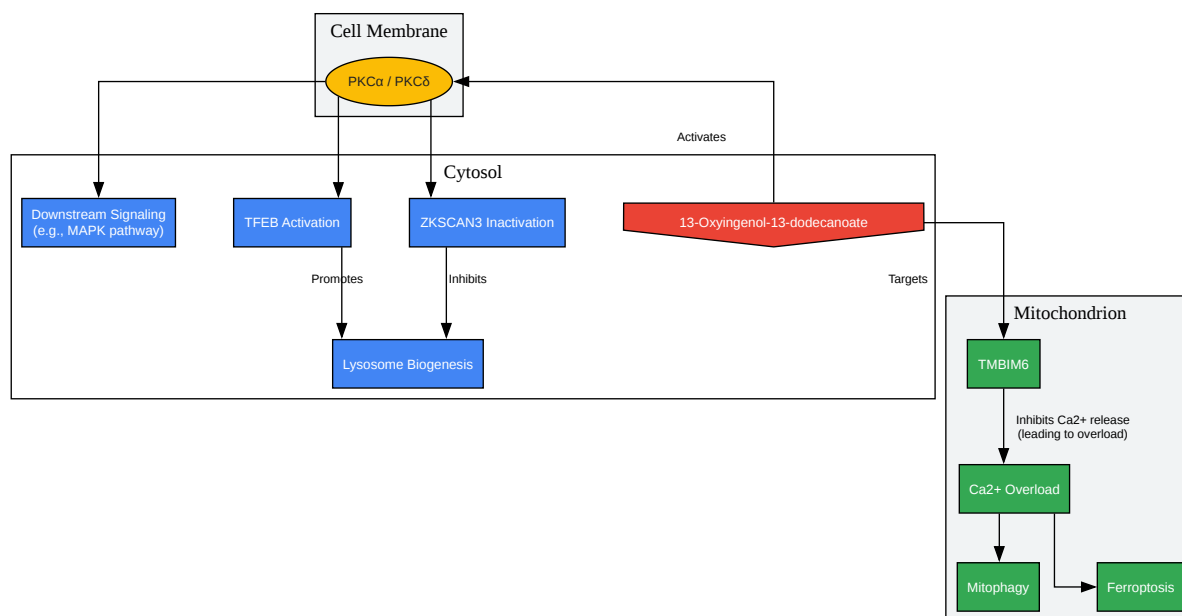 Cell Membrane
PKCα / PKCδ
Activates
Cytosol
Downstream Signaling
(e.g., MAPK pathway)
TFEB Activation
ZKSCAN3 Inactivation
13-Oxyingenol-13-dodecanoate
Promotes
Inhibits
Targets
Lysosome Biogenesis
Mitochondrion
TMBIM6
Inhibits Ca2+ release
(leading to overload)
Ca2+ Overload
Mitophagy
Ferroptosis